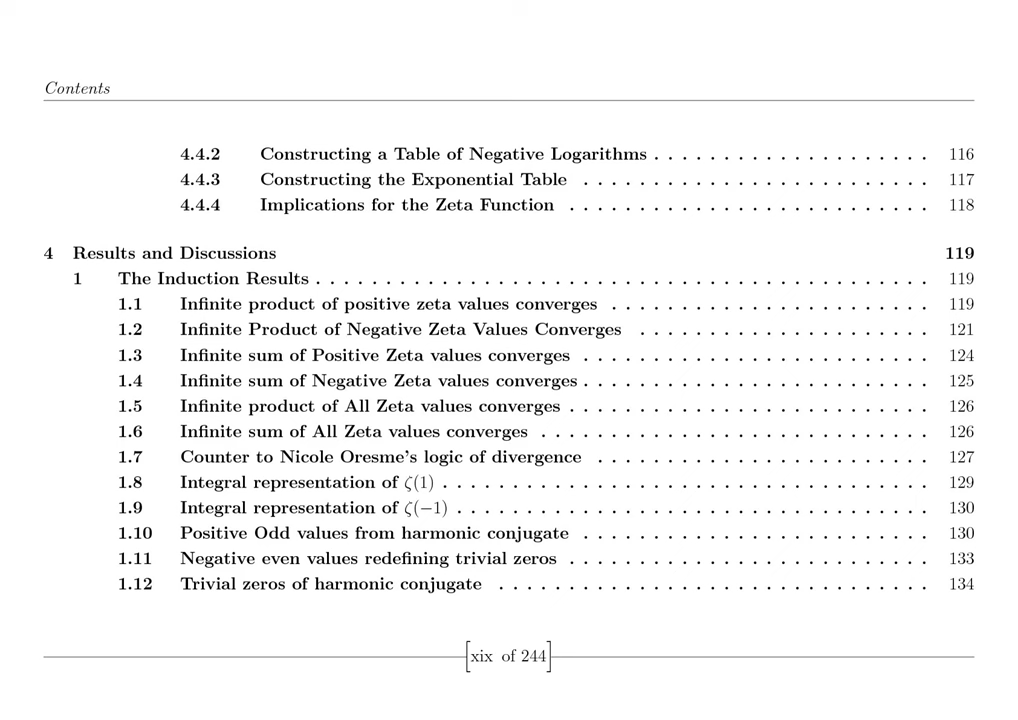 Contents
4.4.2 Constructing a Table of Negative Logarithms . . . . . . . . . . . . . . . . . . . . 116
4.4.3 Constructing the Exponential Table . . . . . . . . . . . . . . . . . . . . . . . . . 117
4.4.4 Implications for the Zeta Function . . . . . . . . . . . . . . . . . . . . . . . . . . 118
4 Results and Discussions 119
1 The Induction Results . . . . . . . . . . . . . . . . . . . . . . . . . . . . . . . . . . . . . . . . . . . . 119
1.1 Infinite product of positive zeta values converges . . . . . . . . . . . . . . . . . . . . . . . 119
1.2 Infinite Product of Negative Zeta Values Converges . . . . . . . . . . . . . . . . . . . . . 121
1.3 Infinite sum of Positive Zeta values converges . . . . . . . . . . . . . . . . . . . . . . . . . 124
1.4 Infinite sum of Negative Zeta values converges . . . . . . . . . . . . . . . . . . . . . . . . . 125
1.5 Infinite product of All Zeta values converges . . . . . . . . . . . . . . . . . . . . . . . . . . 126
1.6 Infinite sum of All Zeta values converges . . . . . . . . . . . . . . . . . . . . . . . . . . . . 126
1.7 Counter to Nicole Oresme's logic of divergence . . . . . . . . . . . . . . . . . . . . . . . . 127
1.8 Integral representation of ζ(1) . . . . . . . . . . . . . . . . . . . . . . . . . . . . . . . . . . . 129
1.9 Integral representation of ζ(−1) . . . . . . . . . . . . . . . . . . . . . . . . . . . . . . . . . . 130
1.10 Positive Odd values from harmonic conjugate . . . . . . . . . . . . . . . . . . . . . . . . . 130
1.11 Negative even values redefining trivial zeros . . . . . . . . . . . . . . . . . . . . . . . . . . 133
1.12 Trivial zeros of harmonic conjugate . . . . . . . . . . . . . . . . . . . . . . . . . . . . . . . 134
[xix of 244]